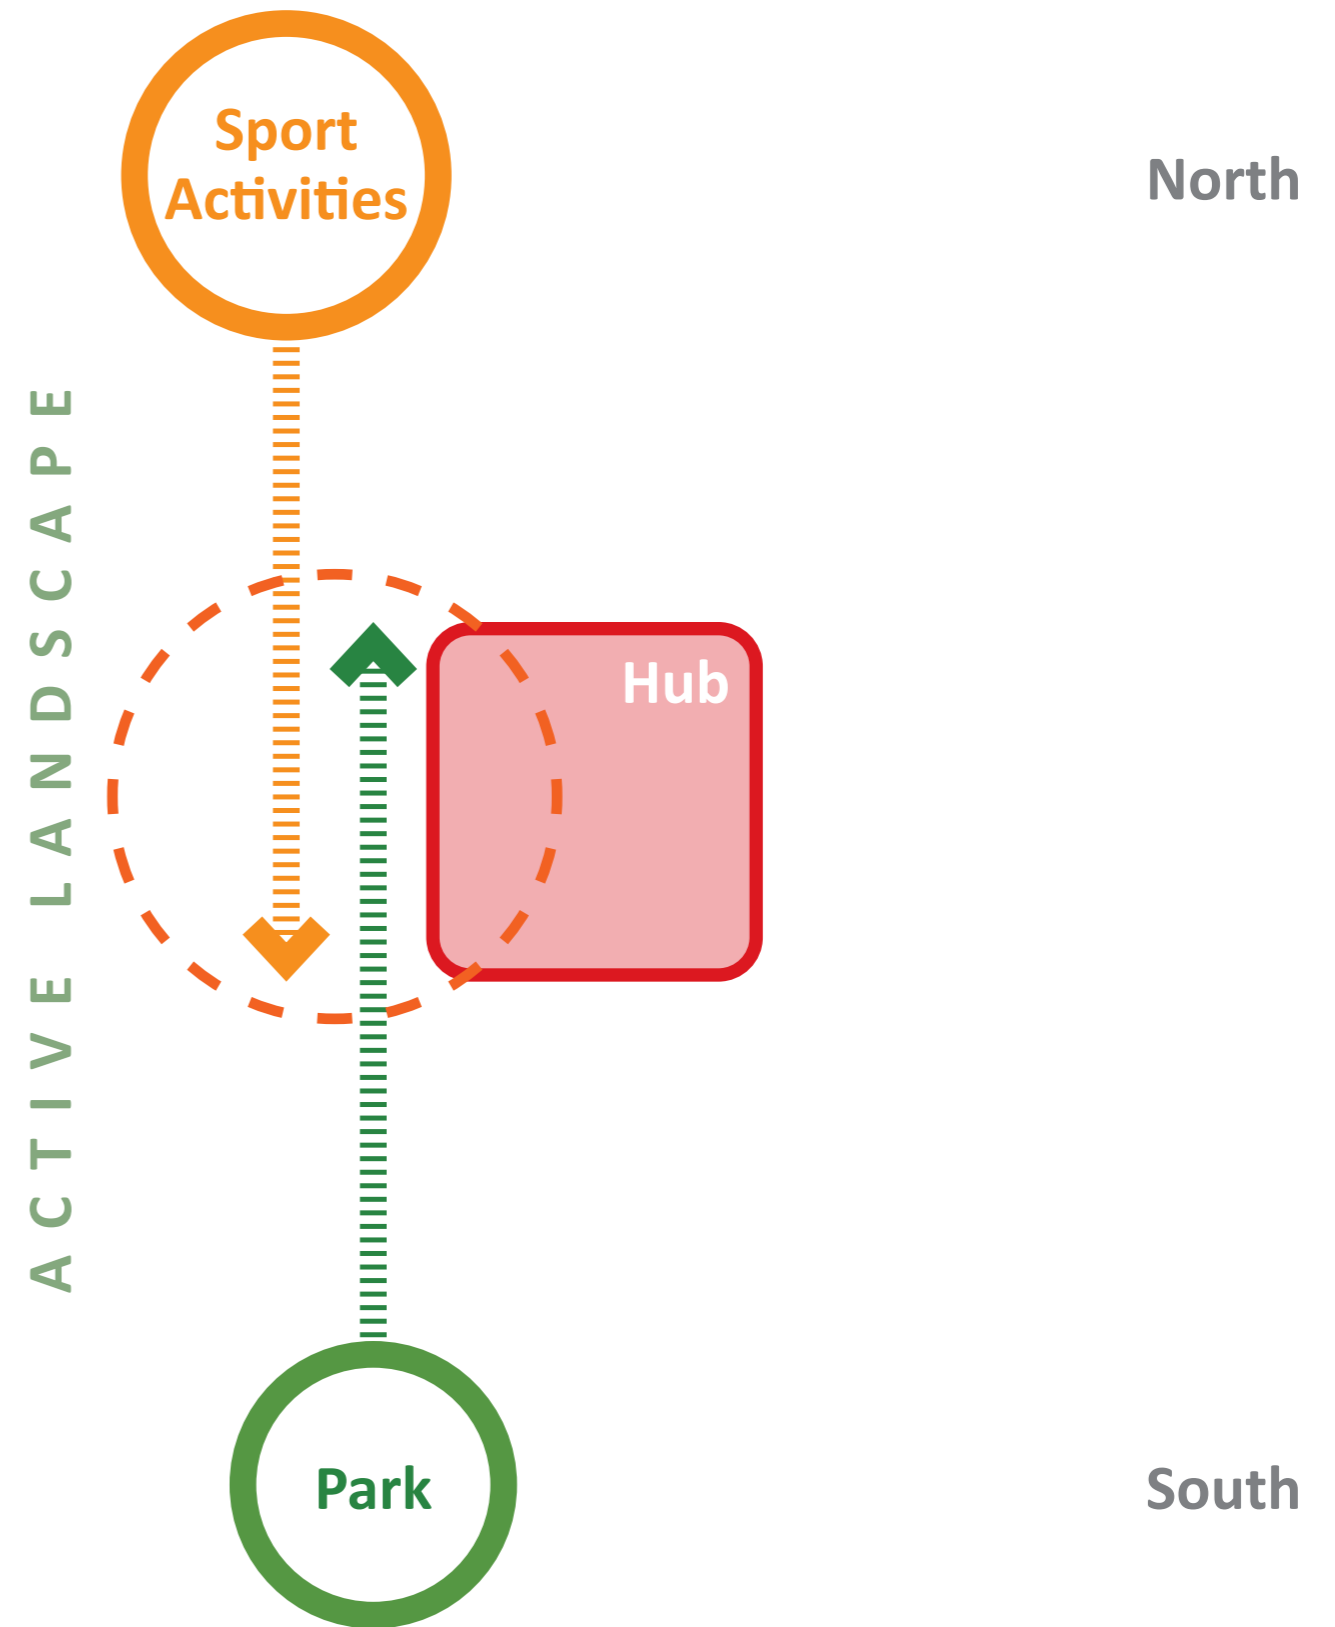 Sport
Activities
North
ACTIVE LANDSCAPE
Hub
Park
South